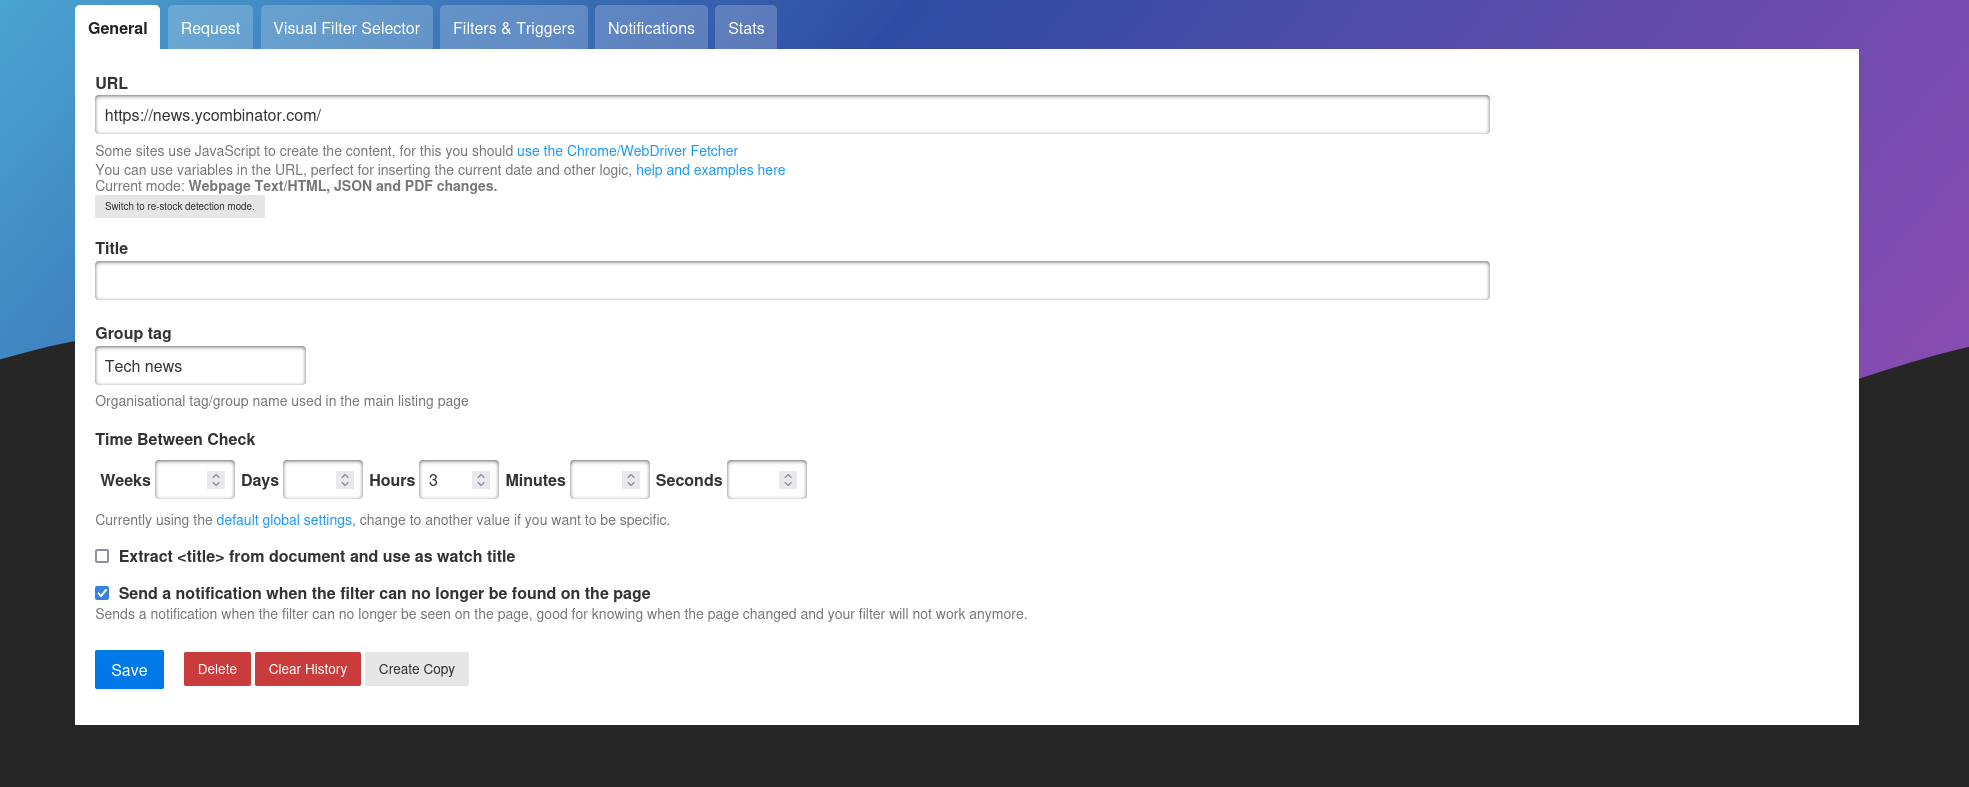 General Request Visual Filter Selector Filters & Triggers Notifications Stats
URL
https://news.ycombinator.com/
Some sites use JavaScript to create the content, for this you should use the Chrome/WebDriver Fetcher
You can use variables in the URL, perfect for inserting the current date and other logic, help and examples here
Current mode: Webpage Text/HTML, JSON and PDF changes.
Switch to re-stock detection mode.
Title
Group tag
Tech news
Organisational tag/group name used in the main listing page
Time Between Check
Weeks Days Hours 3 Minutes Seconds
Currently using the default global settings, change to another value if you want to be specific.
Extract <title> from document and use as watch title
Send a notification when the filter can no longer be found on the page
Sends a notification when the filter can no longer be seen on the page, good for knowing when the page changed and your filter will not work anymore.
Save Delete Clear History Create Copy